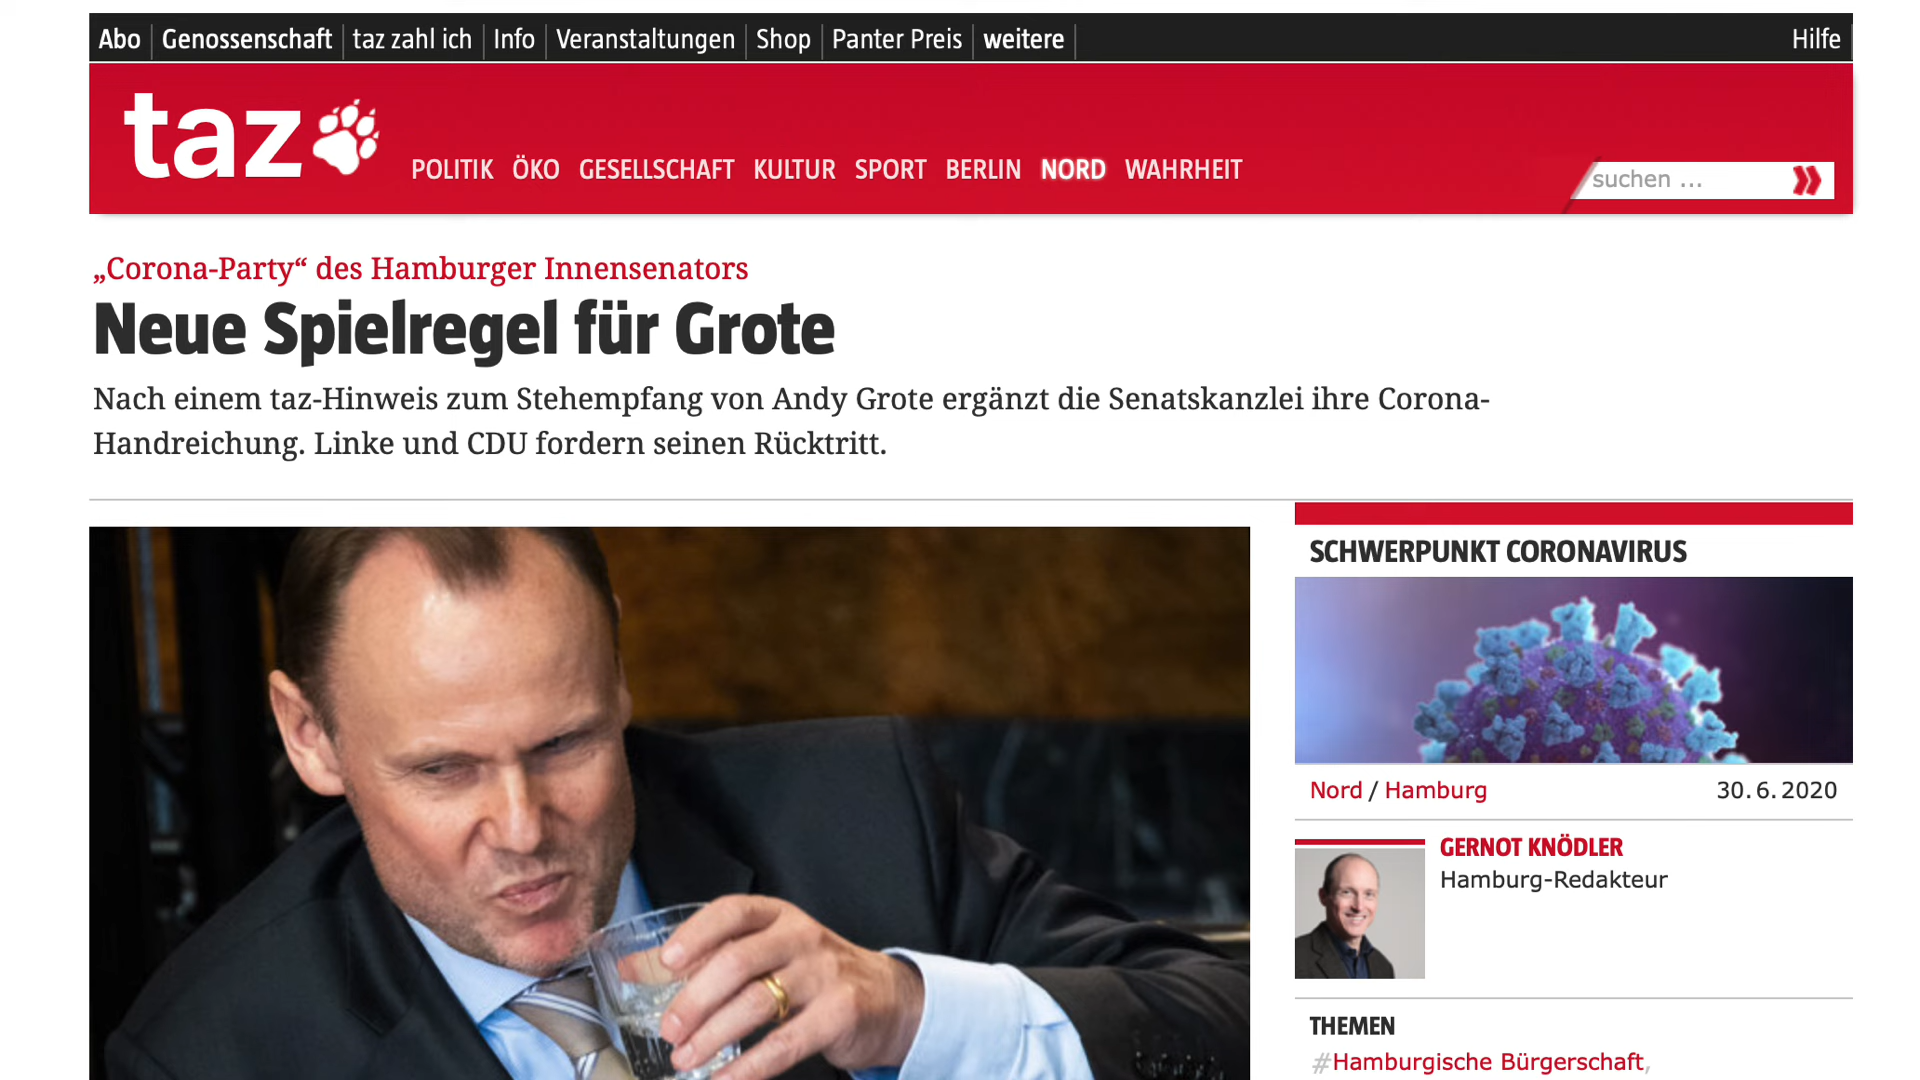 Abo Genossenschaft taz zahl ich Info Veranstaltungen Shop Panter Preis weitere Hilfe
taz
POLITIK ÖKO GESELLSCHAFT KULTUR SPORT BERLIN NORD WAHRHEIT
suchen ...
„Corona-Party“ des Hamburger Innensenators
Neue Spielregel für Grote
Nach einem taz-Hinweis zum Stehempfang von Andy Grote ergänzt die Senatskanzlei ihre Corona-
Handreichung. Linke und CDU fordern seinen Rücktritt.
SCHWERPUNKT CORONAVIRUS
Nord / Hamburg 30. 6. 2020
GERNOT KNÖDLER
Hamburg-Redakteur
THEMEN
#Hamburgische Bürgerschaft,